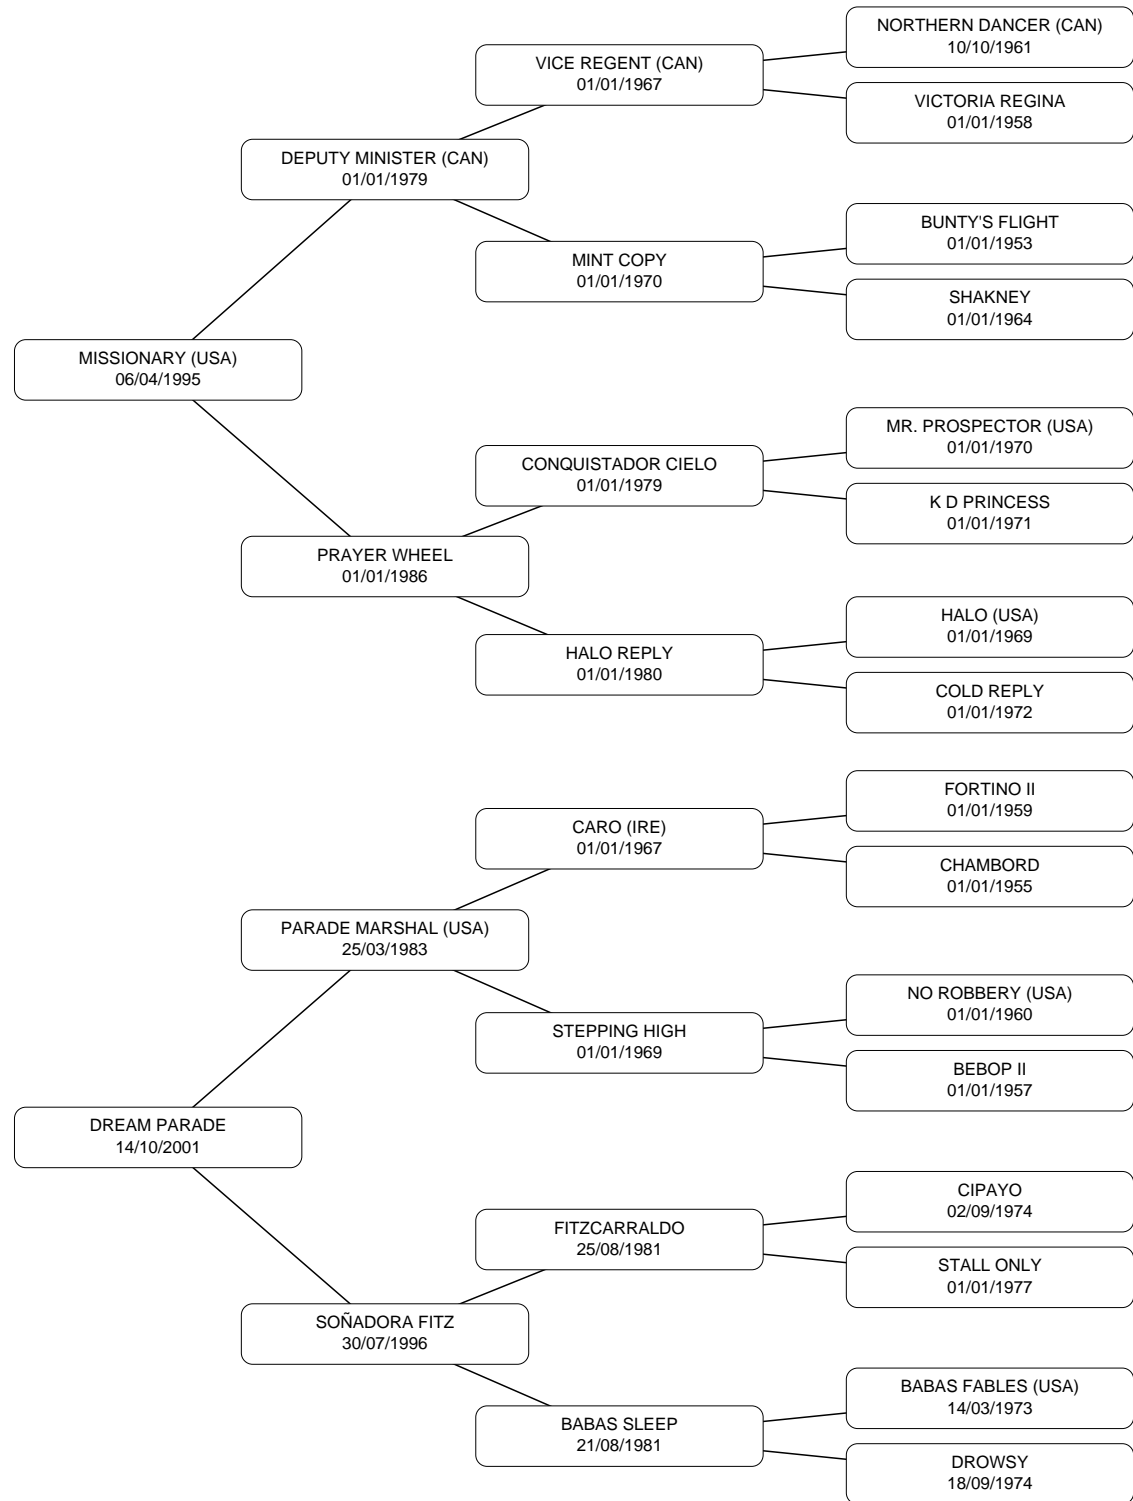 NORTHERN DANCER (CAN)
10/10/1961
VICE REGENT (CAN)
01/01/1967
VICTORIA REGINA
01/01/1958
DEPUTY MINISTER (CAN)
01/01/1979
BUNTY'S FLIGHT
01/01/1953
MINT COPY
01/01/1970
SHAKNEY
01/01/1964
MISSIONARY (USA)
06/04/1995
MR. PROSPECTOR (USA)
01/01/1970
CONQUISTADOR CIELO
01/01/1979
K D PRINCESS
01/01/1971
PRAYER WHEEL
01/01/1986
HALO (USA)
01/01/1969
HALO REPLY
01/01/1980
COLD REPLY
01/01/1972
FORTINO II
01/01/1959
CARO (IRE)
01/01/1967
CHAMBORD
01/01/1955
PARADE MARSHAL (USA)
25/03/1983
NO ROBBERY (USA)
01/01/1960
STEPPING HIGH
01/01/1969
BEBOP II
01/01/1957
DREAM PARADE
14/10/2001
CIPAYO
02/09/1974
FITZCARRALDO
25/08/1981
STALL ONLY
01/01/1977
SOÑADORA FITZ
30/07/1996
BABAS FABLES (USA)
14/03/1973
BABAS SLEEP
21/08/1981
DROWSY
18/09/1974